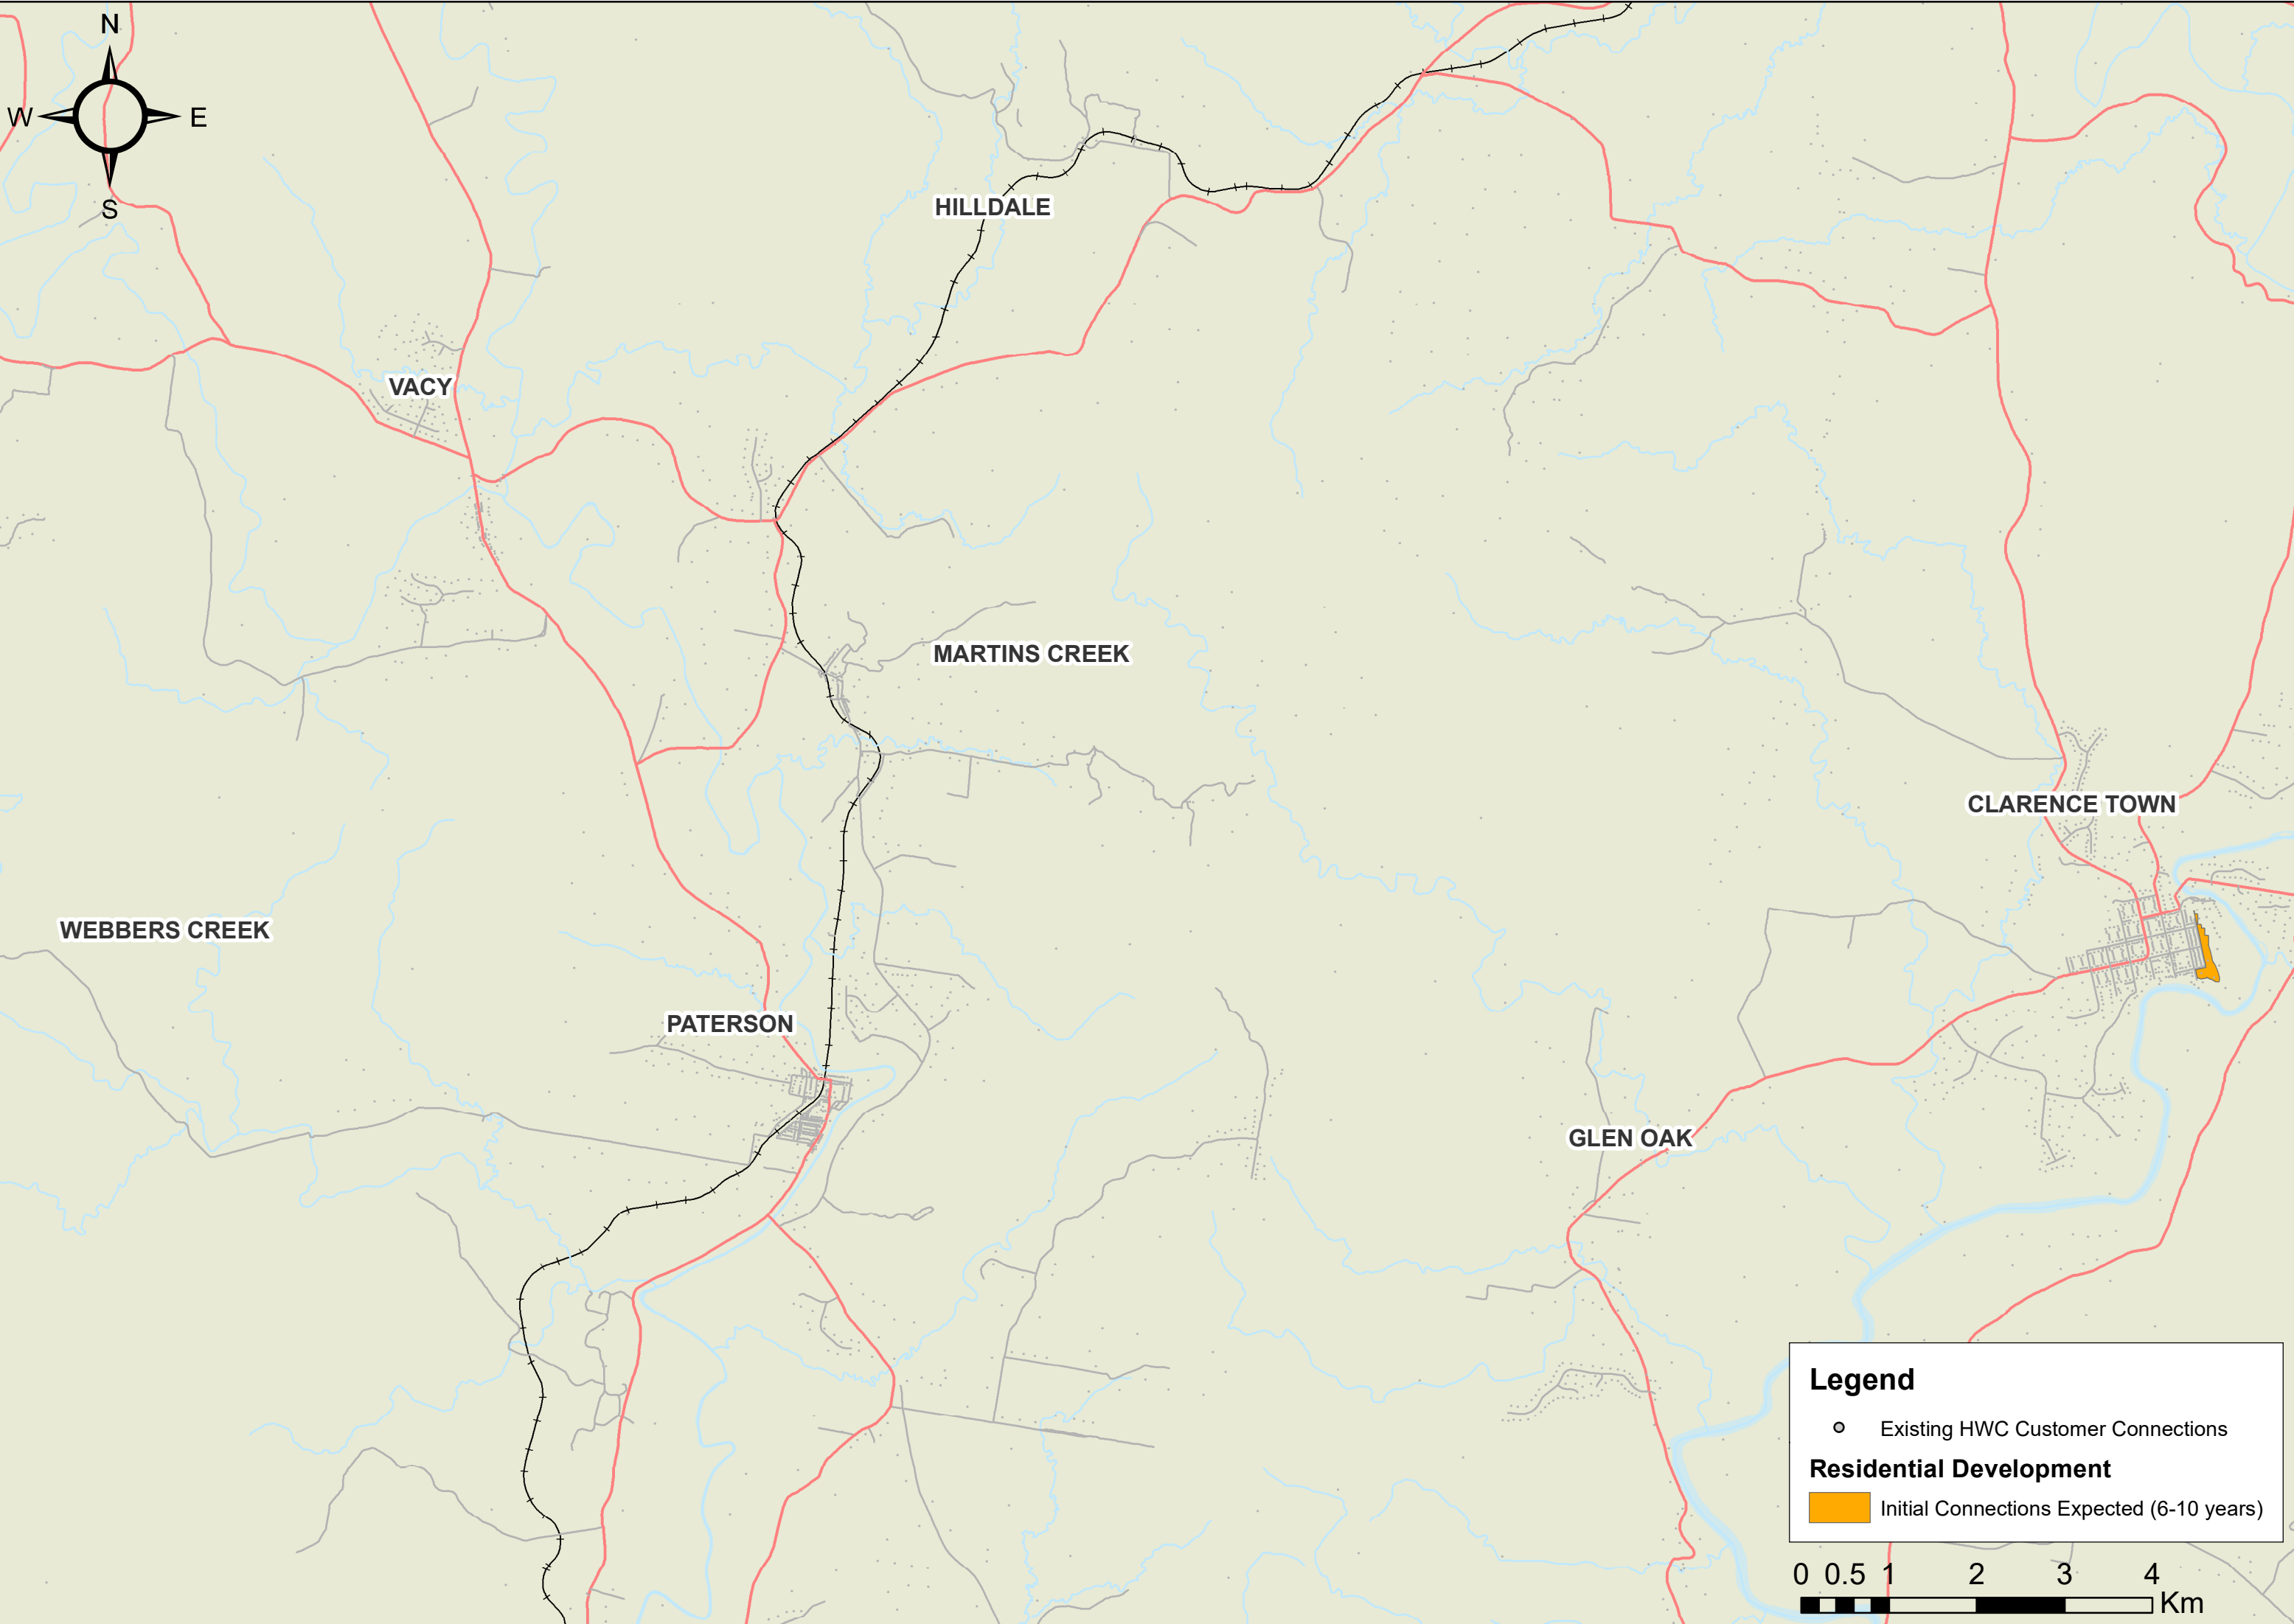 N
W E
S
HILLDALE
VACY
MARTINS CREEK
CLARENCE TOWN
WEBBERS CREEK
PATERSON
GLEN OAK
Legend
Existing HWC Customer Connections
Residential Development
Initial Connections Expected (6-10 years)
0 0.5 1 2 3 4
Km